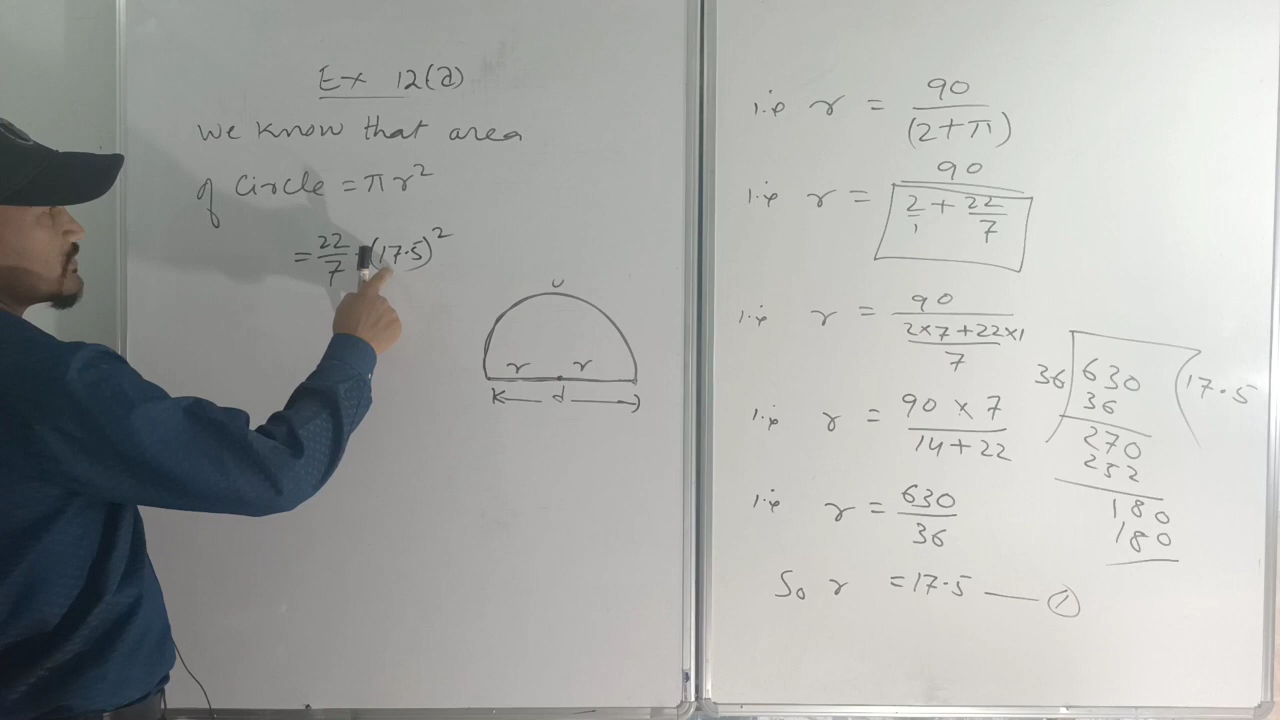 Ex 12(a)
We know that area
of circle = πr²
= 22/7 (17.5)²
r r
d
i.e r = 90/(2+π)
i.e r = 90/(2/1 + 22/7)
i.e r = 90/((2×7+22×1)/7)
i.e r = (90 × 7)/(14+22)
i.e r = 630/36
So r = 17.5 — ①
36 630 17.5
36
270
252
180
180